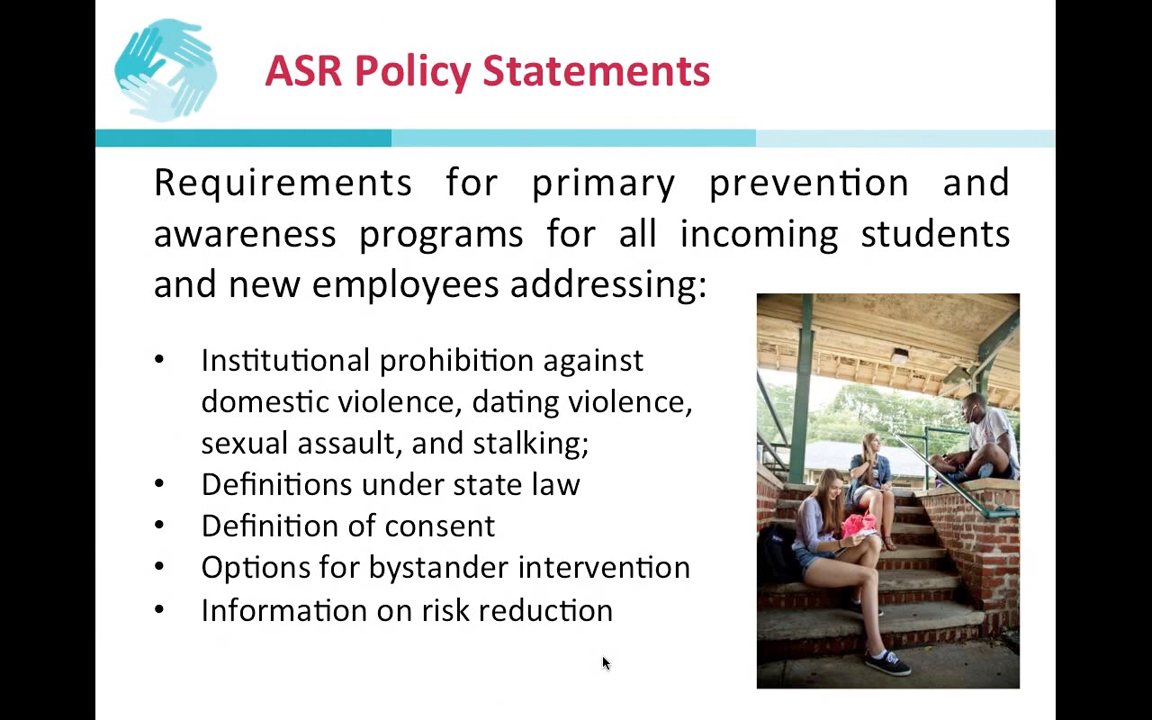 ASR Policy Statements
Requirements for primary prevention and
awareness programs for all incoming students
and new employees addressing:
• Institutional prohibition against
domestic violence, dating violence,
sexual assault, and stalking;
• Definitions under state law
• Definition of consent
• Options for bystander intervention
• Information on risk reduction